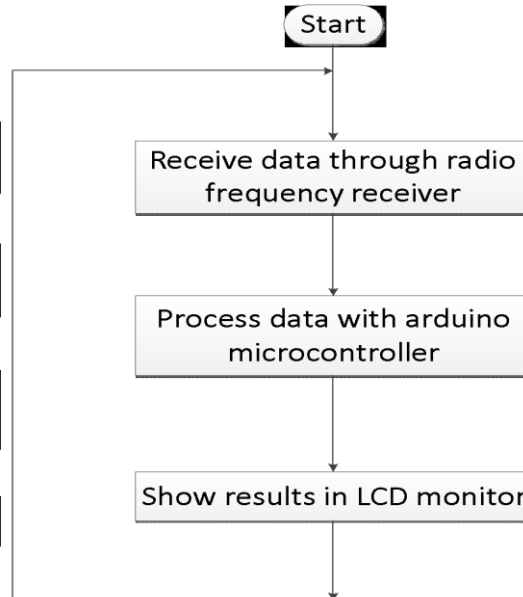 Start
Receive data through radio
frequency receiver
Process data with arduino
microcontroller
Show results in LCD monitor